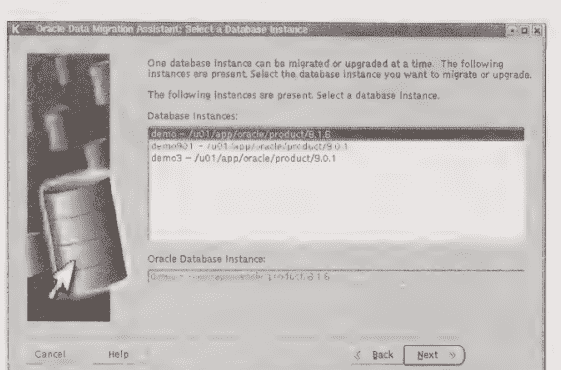 Oracle Data Migration Assistant: Select a Database Instance
One database instance can be migrated or upgraded at a time. The following
instances are present. Select the database instance you want to migrate or upgrade.
The following instances are present. Select a database instance.
Database Instances:
demo - /u01/app/oracle/product/8.1.6
demo901 - /u01/app/oracle/product/9.0.1
demo3 - /u01/app/oracle/product/9.0.1
Oracle Database Instance:
Cancel
Help
Back
Next